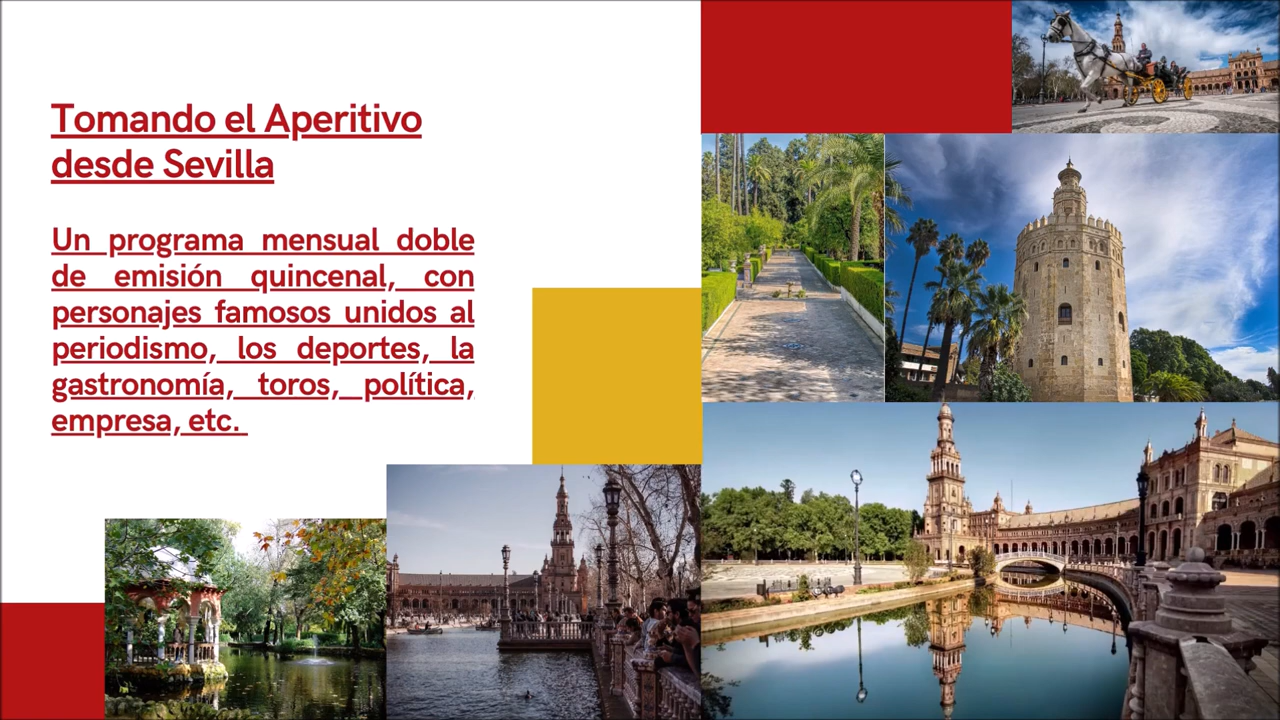 Tomando el Aperitivo
desde Sevilla
Un programa mensual doble
de emisión quincenal, con
personajes famosos unidos al
periodismo, los deportes, la
gastronomía, toros, política,
empresa, etc.